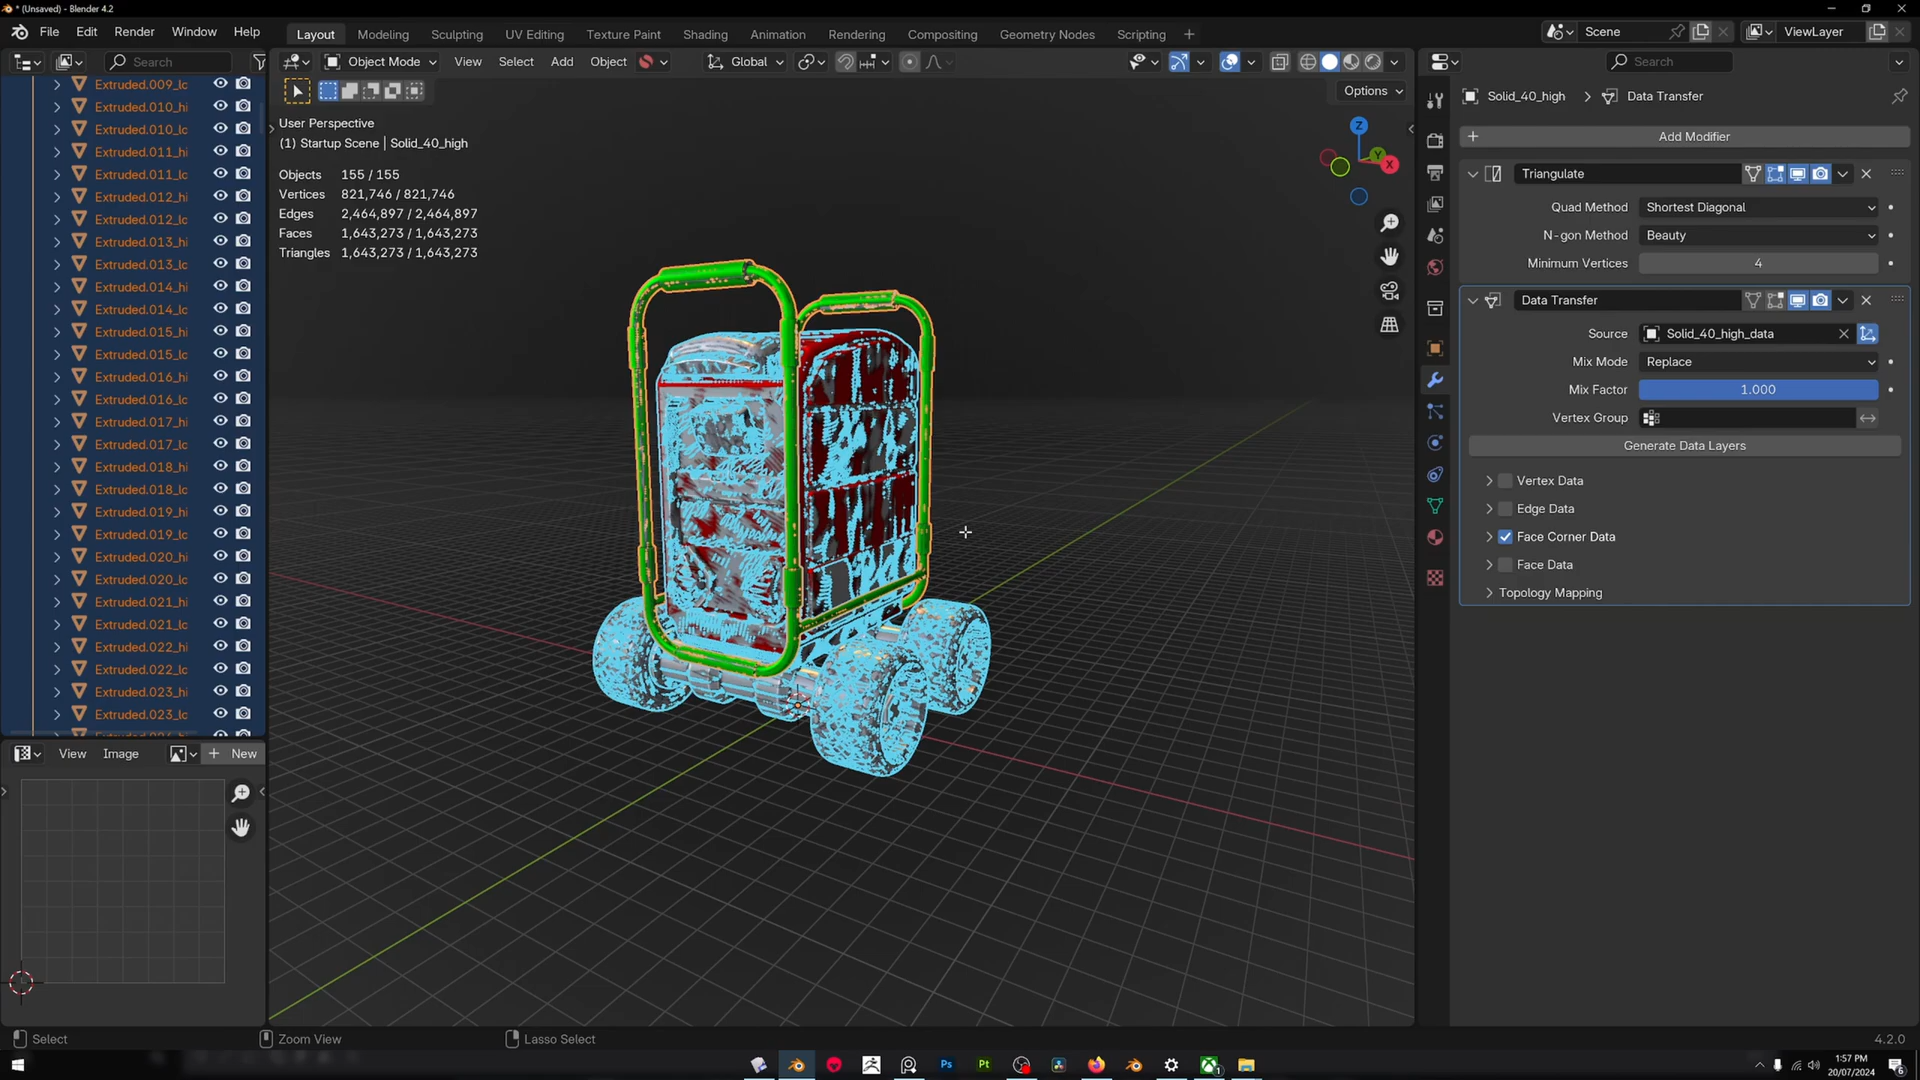 * (Unsaved) - Blender 4.2
File Edit Render Window Help
Layout Modeling Sculpting UV Editing Texture Paint Shading Animation Rendering Compositing Geometry Nodes Scripting +
Scene
ViewLayer
Search
Object Mode View Select Add Object Global
Search
Options
User Perspective
(1) Startup Scene | Solid_40_high
Objects 155 / 155
Vertices 821,746 / 821,746
Edges 2,464,897 / 2,464,897
Faces 1,643,273 / 1,643,273
Triangles 1,643,273 / 1,643,273
Z
Y
X
Extruded.009_lc
Extruded.010_hi
Extruded.010_lc
Extruded.011_hi
Extruded.011_lc
Extruded.012_hi
Extruded.012_lc
Extruded.013_hi
Extruded.013_lc
Extruded.014_hi
Extruded.014_lc
Extruded.015_hi
Extruded.015_lc
Extruded.016_hi
Extruded.016_lc
Extruded.017_hi
Extruded.017_lc
Extruded.018_hi
Extruded.018_lc
Extruded.019_hi
Extruded.019_lc
Extruded.020_hi
Extruded.020_lc
Extruded.021_hi
Extruded.021_lc
Extruded.022_hi
Extruded.022_lc
Extruded.023_hi
Extruded.023_lc
View Image + New
Solid_40_high > Data Transfer
+ Add Modifier
Triangulate
Quad Method Shortest Diagonal
N-gon Method Beauty
Minimum Vertices 4
Data Transfer
Source Solid_40_high_data
Mix Mode Replace
Mix Factor 1.000
Vertex Group
Generate Data Layers
Vertex Data
Edge Data
Face Corner Data
Face Data
Topology Mapping
Select
Zoom View
Lasso Select
4.2.0
Ps
Pt
1:57 PM
20/07/2024